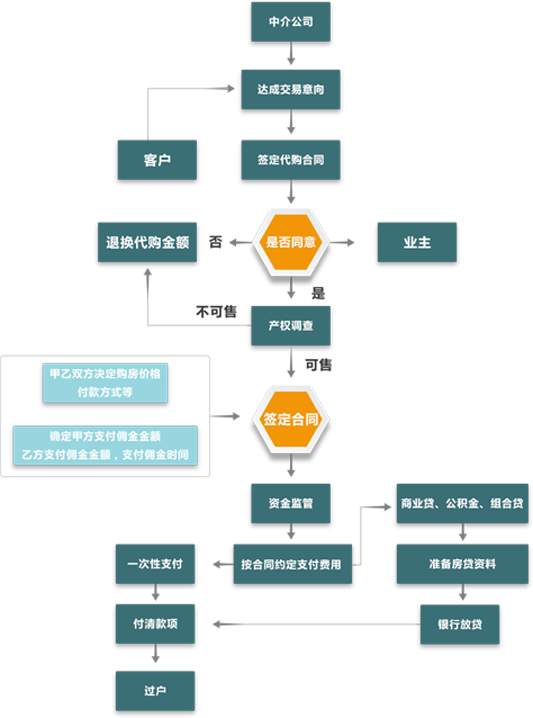 中介公司
达成交易意向
客户
签定代购合同
退换代购金额
否
是否同意
业主
是
不可售
产权调查
可售
甲乙双方决定购房价格
付款方式等
签定合同
确定甲方支付佣金金额
乙方支付佣金金额，支付佣金时间
资金监管
商业贷、公积金、组合贷
一次性支付
按合同约定支付费用
准备房贷资料
付清款项
银行放贷
过户